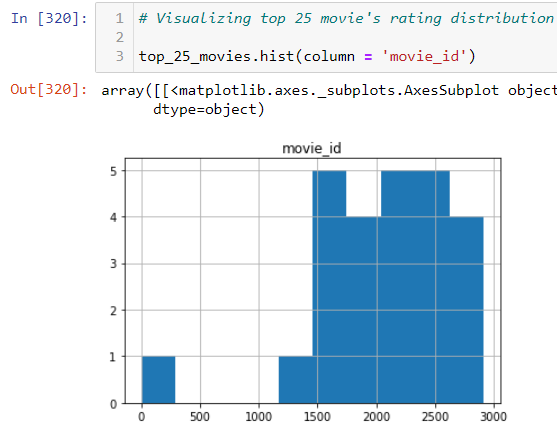 In [320]:
1 # Visualizing top 25 movie's rating distribution
2
3 top_25_movies.hist(column = 'movie_id')
Out[320]: array([[<matplotlib.axes._subplots.AxesSubplot object
dtype=object)
movie_id
5
4
3
2
1
0
0 500 1000 1500 2000 2500 3000